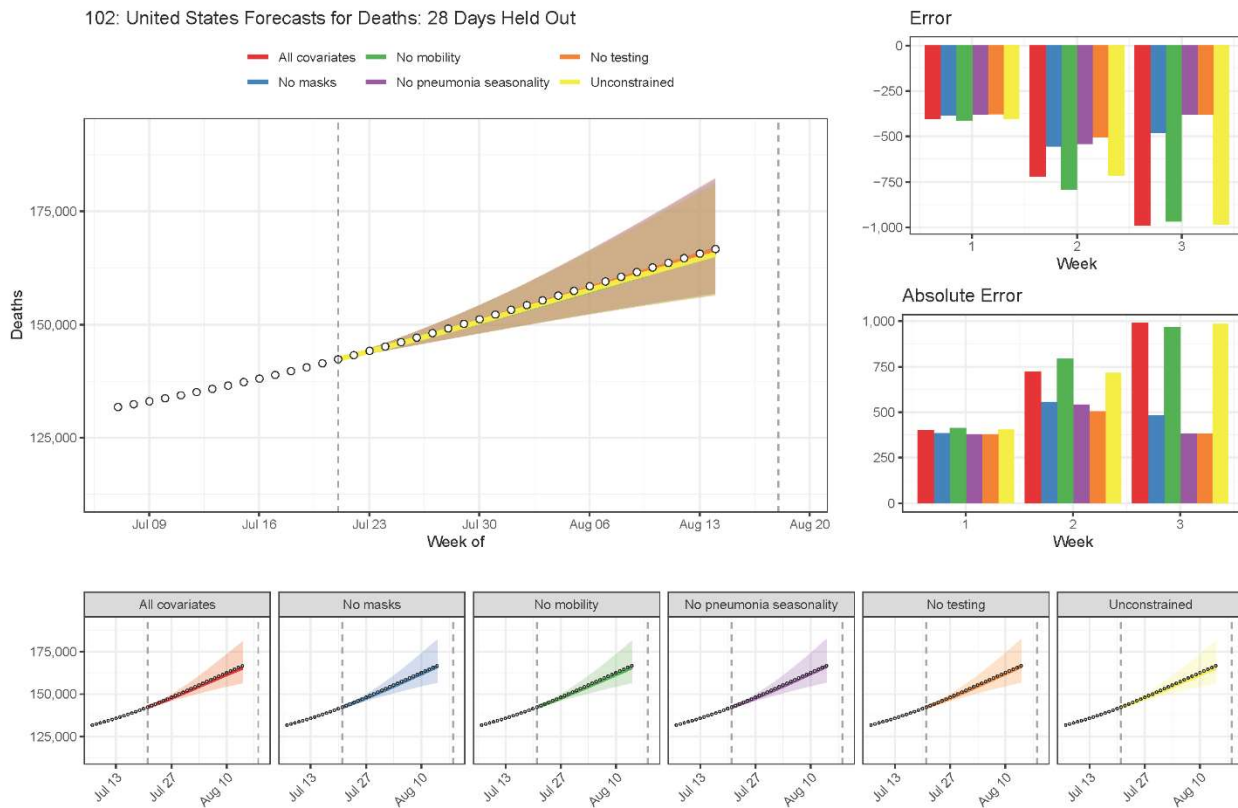 102: United States Forecasts for Deaths: 28 Days Held Out
All covariates
No mobility
No testing
No masks
No pneumonia seasonality
Unconstrained
Deaths
175,000
150,000
125,000
Jul 09
Jul 16
Jul 23
Jul 30
Aug 06
Aug 13
Aug 20
Week of
Error
0
−250
−500
−750
−1,000
1
2
3
Week
Absolute Error
1,000
750
500
250
0
1
2
3
Week
All covariates
No masks
No mobility
No pneumonia seasonality
No testing
Unconstrained
175,000
150,000
125,000
Jul 13
Jul 27
Aug 10
Jul 13
Jul 27
Aug 10
Jul 13
Jul 27
Aug 10
Jul 13
Jul 27
Aug 10
Jul 13
Jul 27
Aug 10
Jul 13
Jul 27
Aug 10